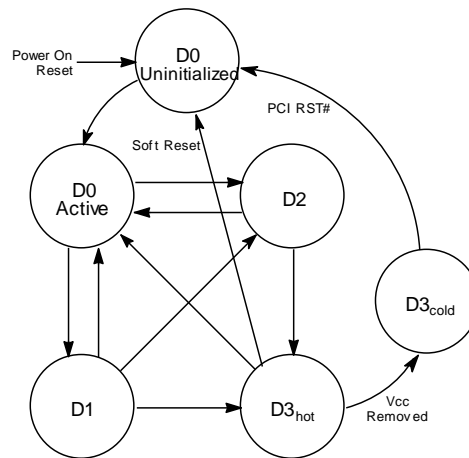 D0
Uninitialized
Power On
Reset
PCI RST#
Soft Reset
D0
Active
D2
D3cold
D1
D3hot
Vcc
Removed